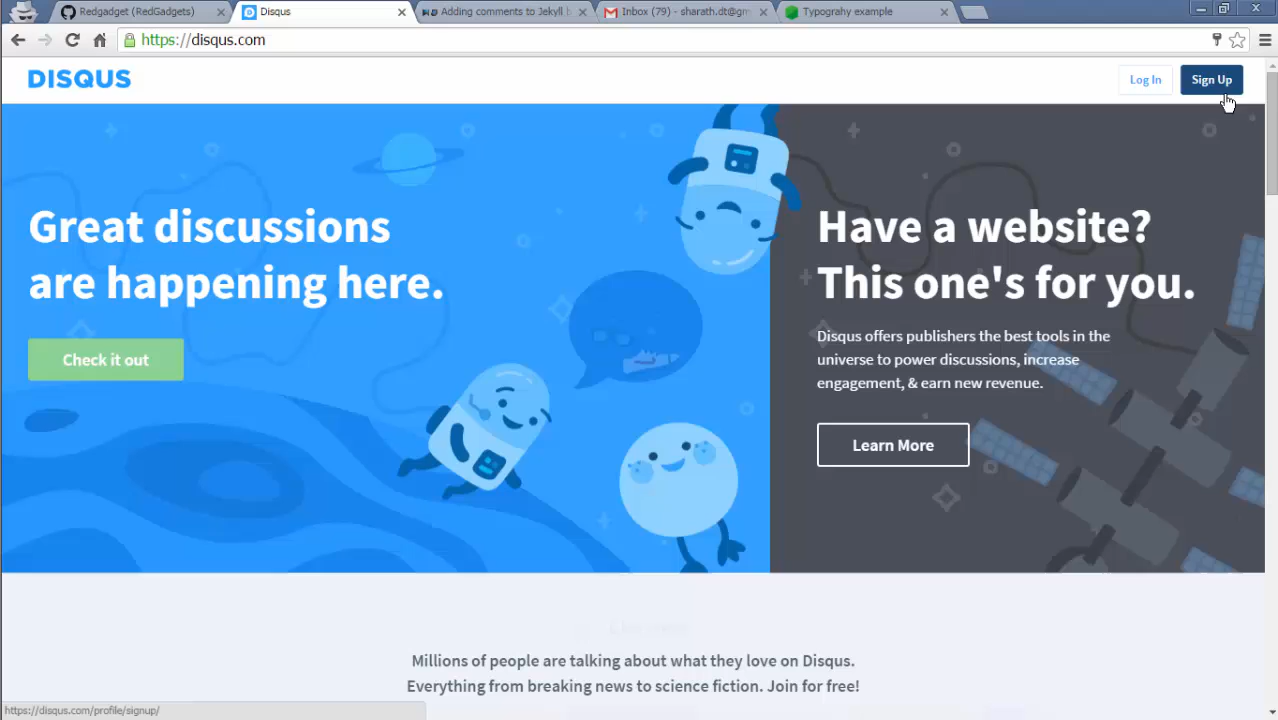 Redgadget (RedGadgets)
Disqus
Adding comments to Jekyll b
Inbox (79) - sharath.dt@gm
Typograhy example
https://disqus.com
DISQUS
Log In
Sign Up
Great discussions
are happening here.
Check it out
Have a website?
This one's for you.
Disqus offers publishers the best tools in the
universe to power discussions, increase
engagement, & earn new revenue.
Learn More
Millions of people are talking about what they love on Disqus.
Everything from breaking news to science fiction. Join for free!
https://disqus.com/profile/signup/